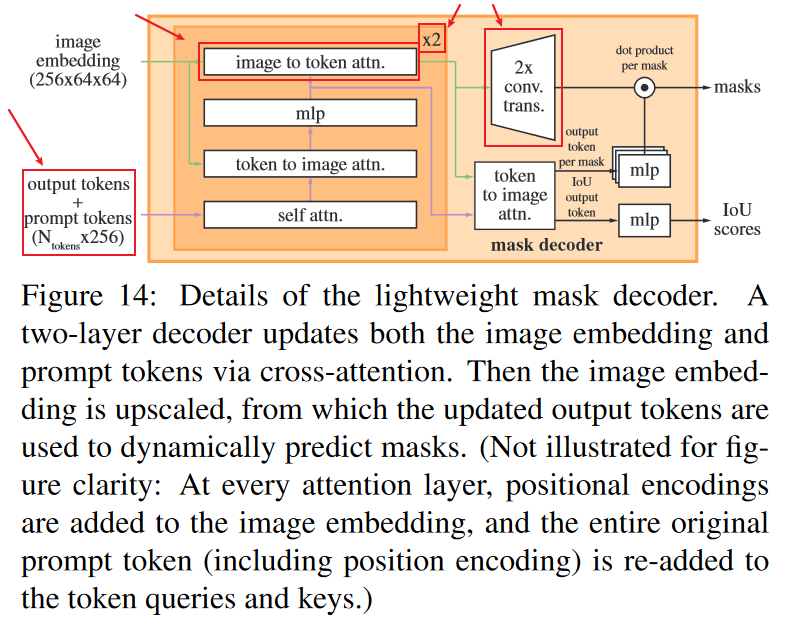 image
embedding
(256x64x64)
output tokens
+
prompt tokens
(Ntokensx256)
x2
image to token attn.
mlp
token to image attn.
self attn.
2x
conv.
trans.
dot product
per mask
masks
output
token
per mask
mlp
token
to image
attn.
IoU
output
token
mlp
IoU
scores
mask decoder
Figure 14: Details of the lightweight mask decoder. A
two-layer decoder updates both the image embedding and
prompt tokens via cross-attention. Then the image embed-
ding is upscaled, from which the updated output tokens are
used to dynamically predict masks. (Not illustrated for fig-
ure clarity: At every attention layer, positional encodings
are added to the image embedding, and the entire original
prompt token (including position encoding) is re-added to
the token queries and keys.)